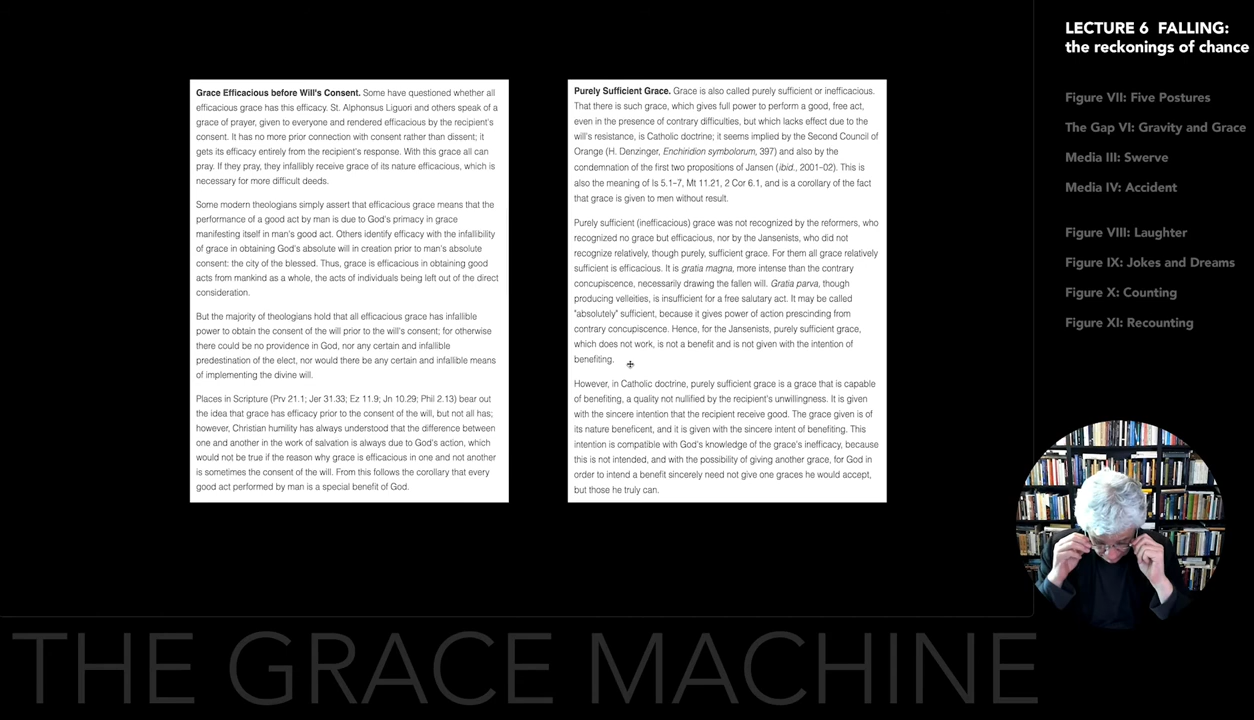 LECTURE 6 FALLING:
the reckonings of chance
Figure VII: Five Postures
The Gap VI: Gravity and Grace
Media III: Swerve
Media IV: Accident
Figure VIII: Laughter
Figure IX: Jokes and Dreams
Figure X: Counting
Figure XI: Recounting
Grace Efficacious before Will's Consent. Some have questioned whether all
efficacious grace has this efficacy. St. Alphonsus Liguori and others speak of a
grace of prayer, given to everyone and rendered efficacious by the recipient's
consent. It has no more prior connection with consent rather than dissent; it
gets its efficacy entirely from the recipient's response. With this grace all can
pray. If they pray, they infallibly receive grace of its nature efficacious, which is
necessary for more difficult deeds.
Some modern theologians simply assert that efficacious grace means that the
performance of a good act by man is due to God's primacy in grace
manifesting itself in man's good act. Others identify efficacy with the infallibility
of grace in obtaining God's absolute will in creation prior to man's absolute
consent: the city of the blessed. Thus, grace is efficacious in obtaining good
acts from mankind as a whole, the acts of individuals being left out of the direct
consideration.
But the majority of theologians hold that all efficacious grace has infallible
power to obtain the consent of the will prior to the will's consent; for otherwise
there could be no providence in God, nor any certain and infallible
predestination of the elect, nor would there be any certain and infallible means
of implementing the divine will.
Places in Scripture (Prv 21.1; Jer 31.33; Ez 11.9; Jn 10.29; Phil 2.13) bear out
the idea that grace has efficacy prior to the consent of the will, but not all has;
however, Christian humility has always understood that the difference between
one and another in the work of salvation is always due to God's action, which
would not be true if the reason why grace is efficacious in one and not another
is sometimes the consent of the will. From this follows the corollary that every
good act performed by man is a special benefit of God.
Purely Sufficient Grace. Grace is also called purely sufficient or inefficacious.
That there is such grace, which gives full power to perform a good, free act,
even in the presence of contrary difficulties, but which lacks effect due to the
will's resistance, is Catholic doctrine; it seems implied by the Second Council of
Orange (H. Denzinger, Enchiridion symbolorum, 397) and also by the
condemnation of the first two propositions of Jansen (ibid., 2001–02). This is
also the meaning of Is 5.1–7, Mt 11.21, 2 Cor 6.1, and is a corollary of the fact
that grace is given to men without result.
Purely sufficient (inefficacious) grace was not recognized by the reformers, who
recognized no grace but efficacious, nor by the Jansenists, who did not
recognize relatively, though purely, sufficient grace. For them all grace relatively
sufficient is efficacious. It is gratia magna, more intense than the contrary
concupiscence, necessarily drawing the fallen will. Gratia parva, though
producing velleities, is insufficient for a free salutary act. It may be called
"absolutely" sufficient, because it gives power of action prescinding from
contrary concupiscence. Hence, for the Jansenists, purely sufficient grace,
which does not work, is not a benefit and is not given with the intention of
benefiting.
However, in Catholic doctrine, purely sufficient grace is a grace that is capable
of benefiting, a quality not nullified by the recipient's unwillingness. It is given
with the sincere intention that the recipient receive good. The grace given is of
its nature beneficent, and it is given with the sincere intent of benefiting. This
intention is compatible with God's knowledge of the grace's inefficacy, because
this is not intended, and with the possibility of giving another grace, for God in
order to intend a benefit sincerely need not give one graces he would accept,
but those he truly can.
THE GRACE MACHINE